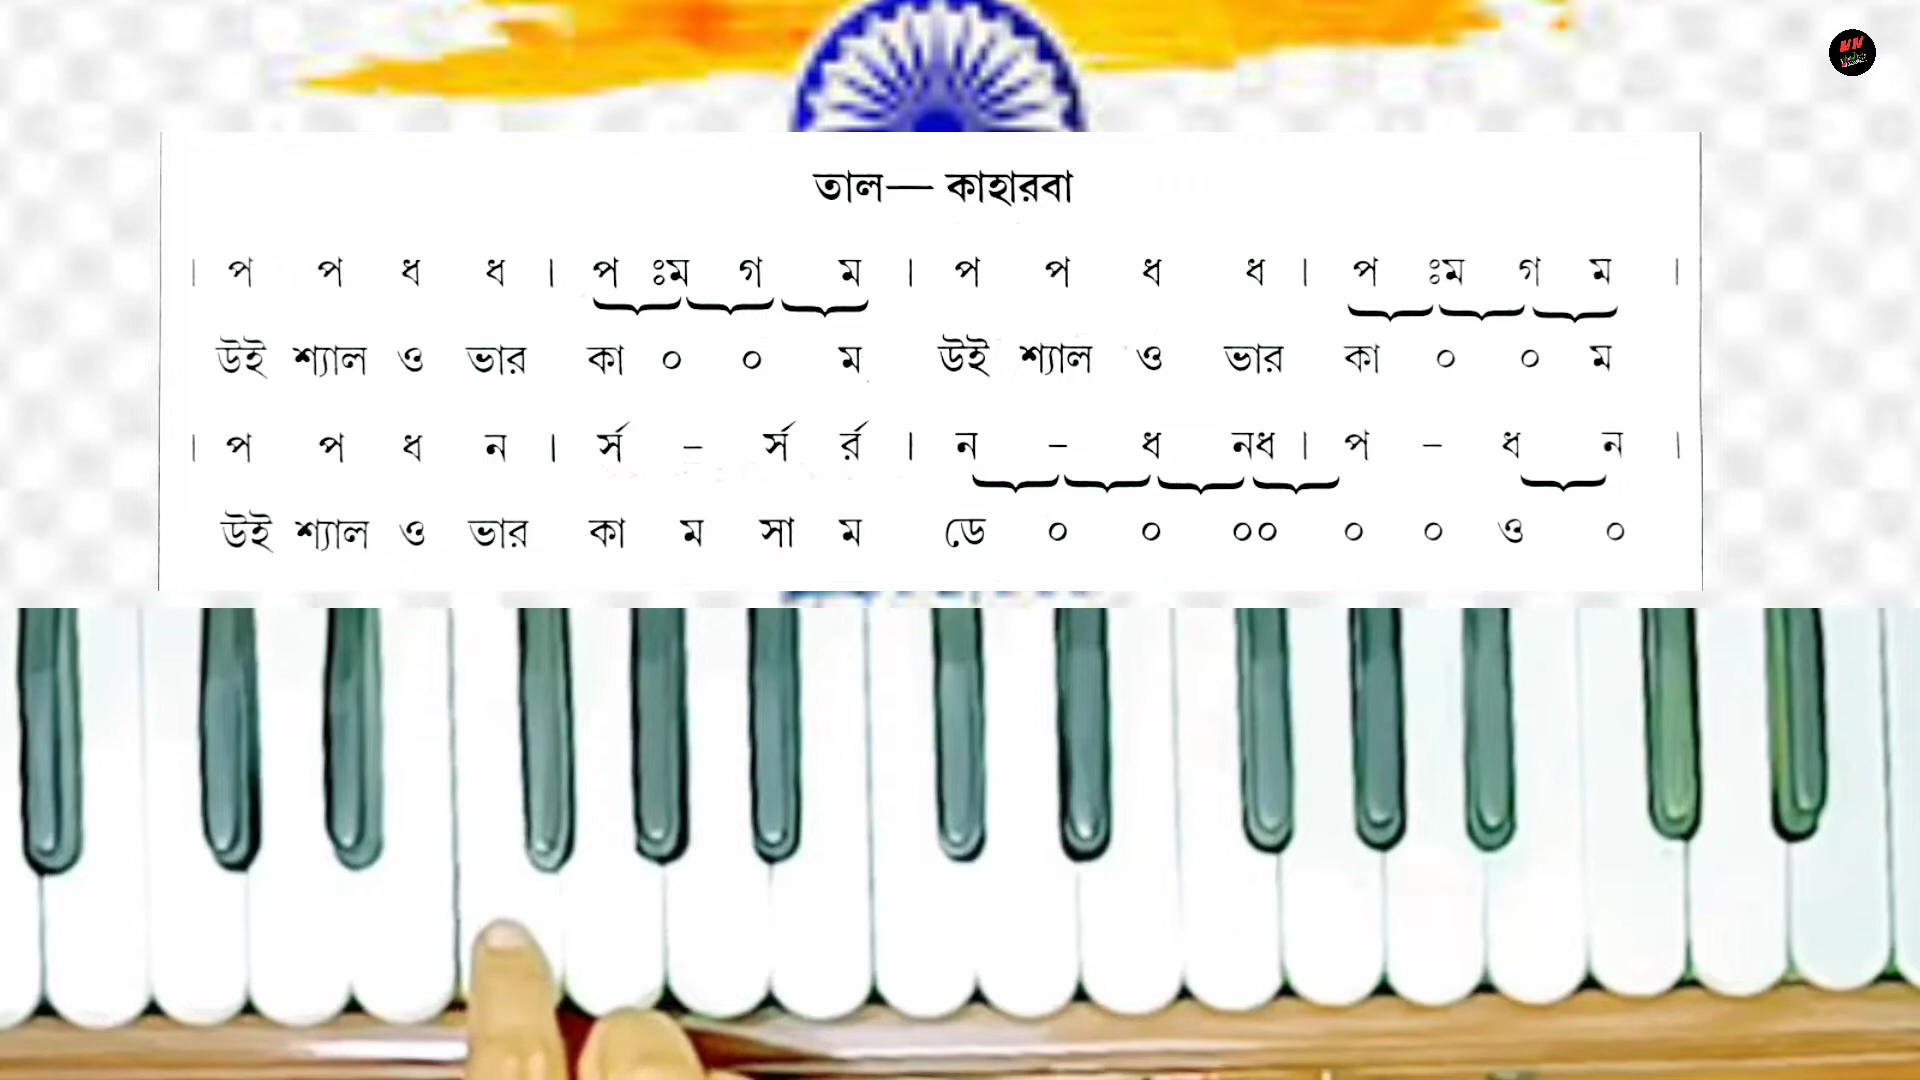 তাল— কাহারবা
। প প ধ ধ । প ঃম গ ম । প প ধ ধ । প ঃম গ ম ।
উই শ্যাল ও ভার কা ০ ০ ম উই শ্যাল ও ভার কা ০ ০ ম
। প প ধ ন । র্স – র্স র্র । ন – ধ নধ । প – ধ ন ।
উই শ্যাল ও ভার কা ম সা ম ডে ০ ০ ০০ ০ ০ ও ০